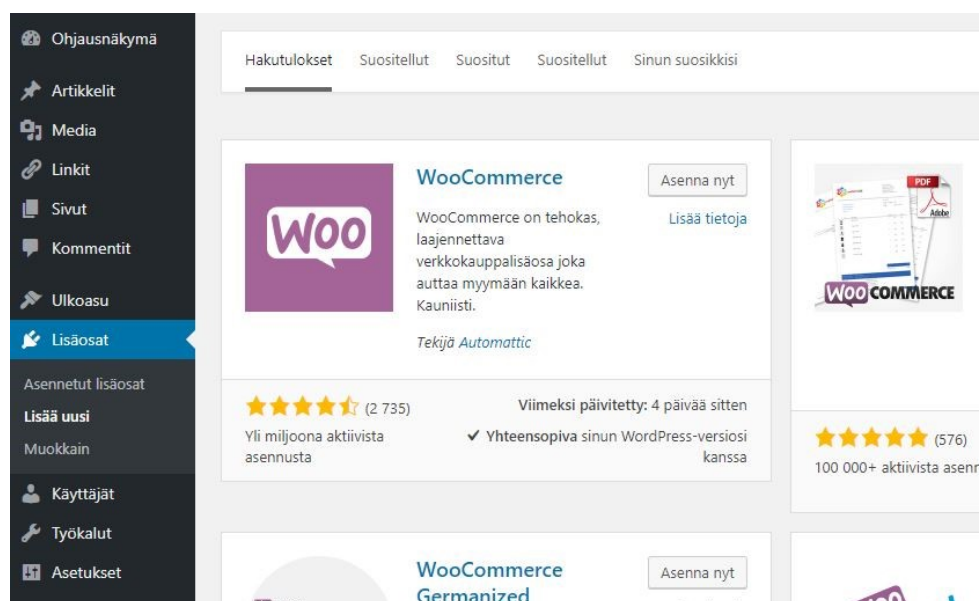 Ohjausnäkymä
Artikkelit
Media
Linkit
Sivut
Kommentit
Ulkoasu
Lisäosat
Asennetut lisäosat
Lisää uusi
Muokkain
Käyttäjät
Työkalut
Asetukset
Hakutulokset Suositellut Suositut Suositellut Sinun suosikkisi
WOO
WooCommerce
Asenna nyt
Lisää tietoja
WooCommerce on tehokas,
laajennettava
verkkokauppalisäosa joka
auttaa myymään kaikkea.
Kauniisti.
Tekijä Automattic
(2 735)
Yli miljoona aktiivista
asennusta
Viimeksi päivitetty: 4 päivää sitten
Yhteensopiva sinun WordPress-versiosi
kanssa
PDF
Adobe
WOO COMMERCE
(576)
100 000+ aktiivista asenn
WooCommerce
Germanized
Asenna nyt